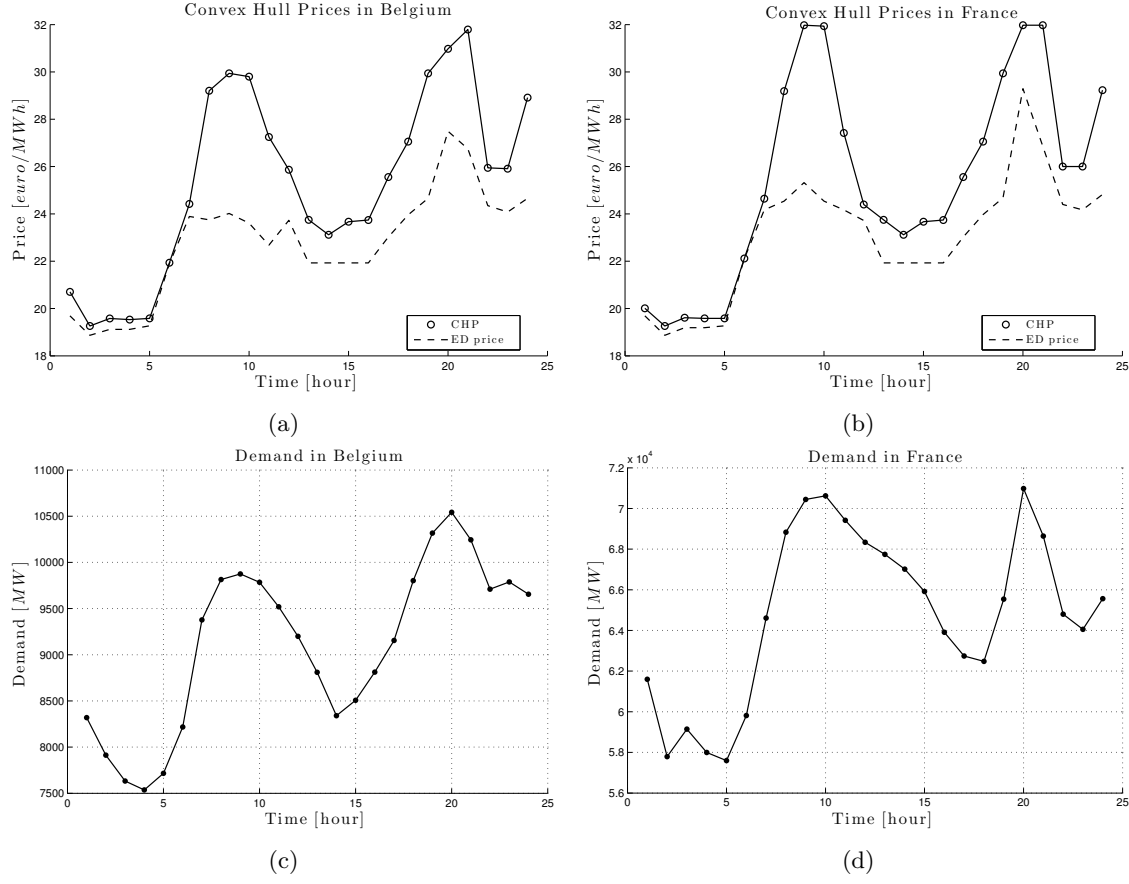 Convex Hull Prices in Belgium
Price [euro/MWh]
32
30
28
26
24
22
20
18
CHP
ED price
0
5
10
15
20
25
Time [hour]
(a)
Convex Hull Prices in France
Price [euro/MWh]
32
30
28
26
24
22
20
18
CHP
ED price
0
5
10
15
20
25
Time [hour]
(b)
Demand in Belgium
Demand [MW]
11000
10500
10000
9500
9000
8500
8000
7500
0
5
10
15
20
25
Time [hour]
(c)
Demand in France
x 10^4
Demand [MW]
7.2
7
6.8
6.6
6.4
6.2
6
5.8
5.6
0
5
10
15
20
25
Time [hour]
(d)